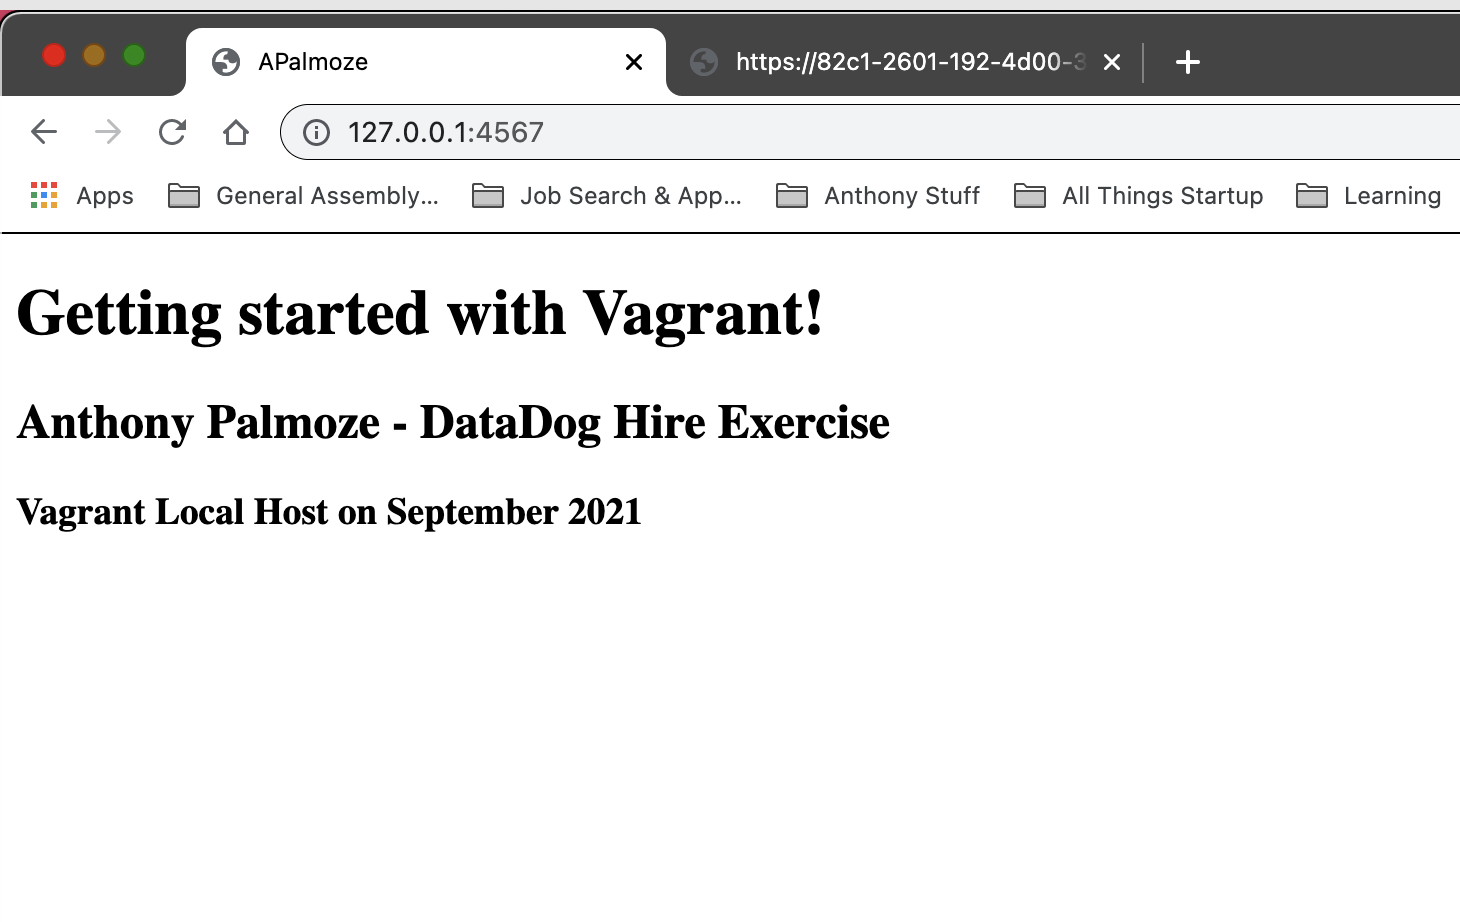 APalmoze
https://82c1-2601-192-4d00-3
127.0.0.1:4567
Apps
General Assembly...
Job Search & App...
Anthony Stuff
All Things Startup
Learning
Getting started with Vagrant!
Anthony Palmoze - DataDog Hire Exercise
Vagrant Local Host on September 2021